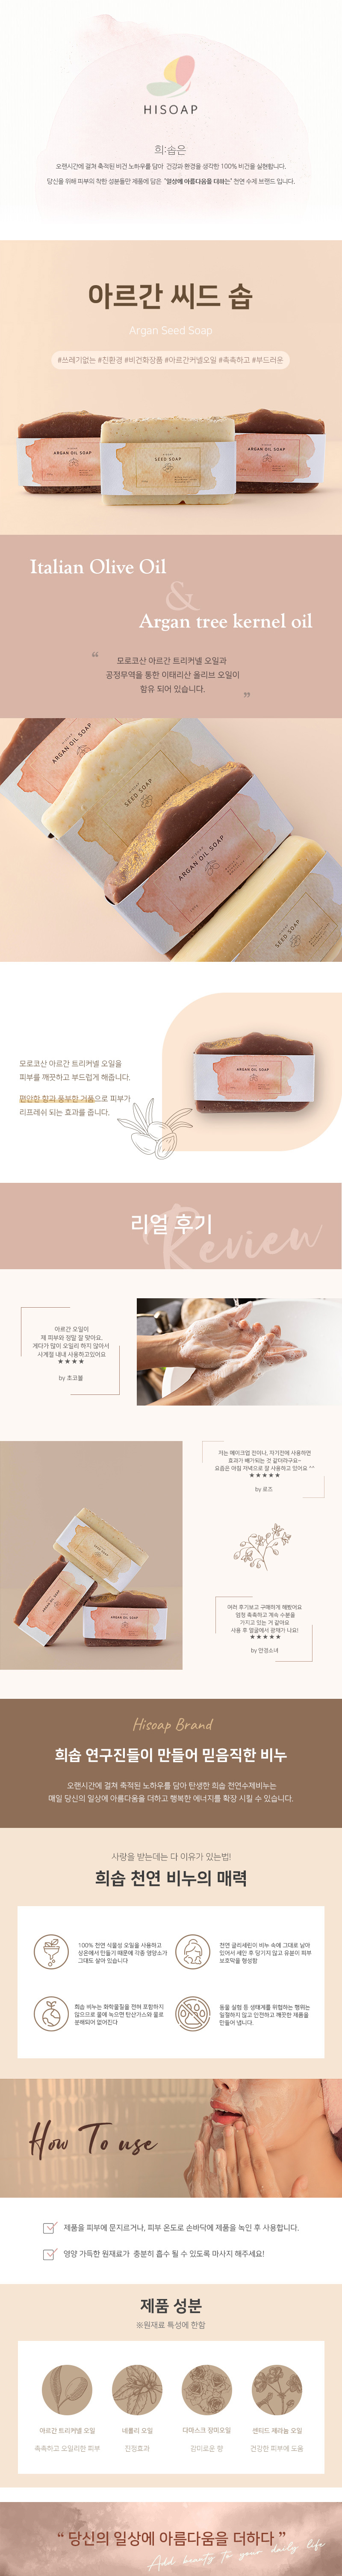 HISOAP
희:솝은
오랜시간에 걸쳐 축적된 비건 노하우를 담아 건강과 환경을 생각한 100% 비건을 실현합니다.
당신을 위해 피부의 착한 성분들만 제품에 담은 "일상에 아름다움을 더하는" 천연 수제 브랜드 입니다.
아르간 씨드 솝
Argan Seed Soap
#쓰레기없는 #친환경 #비건화장품 #아르간커넬오일 #촉촉하고 #부드러운
ARGAN OIL SOAP
SEED SOAP
ARGAN OIL SOAP
Italian Olive Oil
&
Argan tree kernel oil
"
모로코산 아르간 트리커넬 오일과
공정무역을 통한 이태리산 올리브 오일이
함유 되어 있습니다.
"
ARGAN OIL SOAP
SEED SOAP
ARGAN OIL SOAP
SEED SOAP
모로코산 아르간 트리커넬 오일을
피부를 깨끗하고 부드럽게 해줍니다.
편안한 향과 풍부한 거품으로 피부가
리프레쉬 되는 효과를 줍니다.
ARGAN OIL SOAP
리얼 후기
Review
아르간 오일이
제 피부와 정말 잘 맞아요.
게다가 많이 오일리 하지 않아서
사계절 내내 사용하고있어요
★★★★
by 초코볼
저는 메이크업 전이나, 자기전에 사용하면
효과가 배가되는 것 같더라구요~
요즘은 아침 저녁으로 잘 사용하고 있어요 ^^
★★★★★
by 로즈
SEED SOAP
ARGAN OIL SOAP
ARGAN OIL SOAP
여러 후기보고 구매하게 해봤어요
엄청 촉촉하고 계속 수분을
가지고 있는 거 같아요
사용 후 얼굴에서 광채가 나요!
★★★★★
by 안경소녀
Hisoap Brand
희솝 연구진들이 만들어 믿음직한 비누
오랜시간에 걸쳐 축적된 노하우를 담아 탄생한 희솝 천연수제비누는
매일 당신의 일상에 아름다움을 더하고 행복한 에너지를 확장 시킬 수 있습니다.
사랑을 받는데는 다 이유가 있는법!
희솝 천연 비누의 매력
100% 천연 식물성 오일을 사용하고
상온에서 만들기 때문에 각종 영양소가
그대도 살아 있습니다
천연 글리세린이 비누 속에 그대로 남아
있어서 세안 후 당기지 않고 유분이 피부
보호막을 형성함
희솝 비누는 화학물질을 전혀 포함하지
않으므로 물에 녹으면 탄산가스와 물로
분해되어 없어진다
동물 실험 등 생태계를 위협하는 행위는
일절하지 않고 안전하고 깨끗한 제품을
만들어 냅니다.
How To use
제품을 피부에 문지르거나, 피부 온도로 손바닥에 제품을 녹인 후 사용합니다.
영양 가득한 원재료가 충분히 흡수 될 수 있도록 마사지 해주세요!
제품 성분
※원재료 특성에 한함
아르간 트리커넬 오일
촉촉하고 오일리한 피부
네롤리 오일
진정효과
다마스크 장미오일
감미로운 향
센티드 제라늄 오일
건강한 피부에 도움
" 당신의 일상에 아름다움을 더하다 "
Add beauty to your daily life